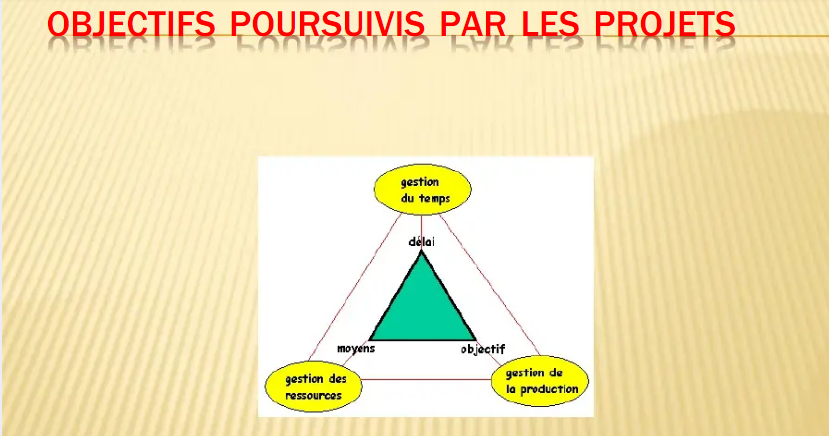 OBJECTIFS POURSUIVIS PAR LES PROJETS
gestion
du temps
délai
moyens
objectif
gestion des
ressources
gestion de
la production